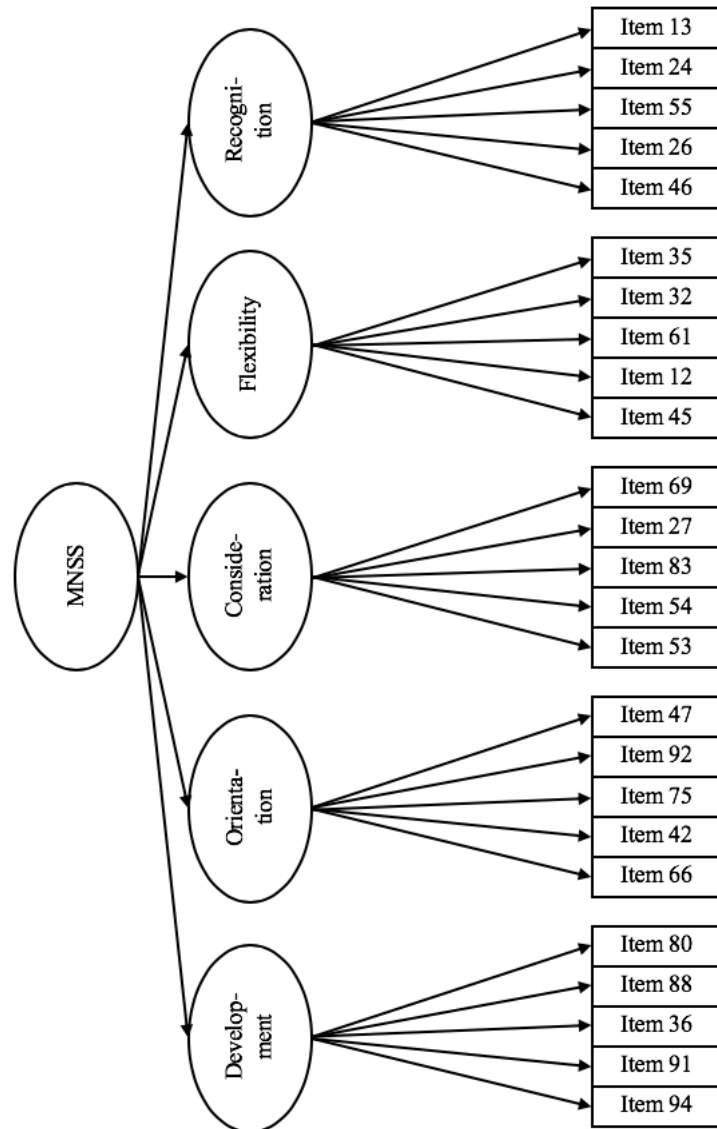 MNSS
Recogni-
tion
Item 13
Item 24
Item 55
Item 26
Item 46
Flexibility
Item 35
Item 32
Item 61
Item 12
Item 45
Conside-
ration
Item 69
Item 27
Item 83
Item 54
Item 53
Orienta-
tion
Item 47
Item 92
Item 75
Item 42
Item 66
Develop-
ment
Item 80
Item 88
Item 36
Item 91
Item 94